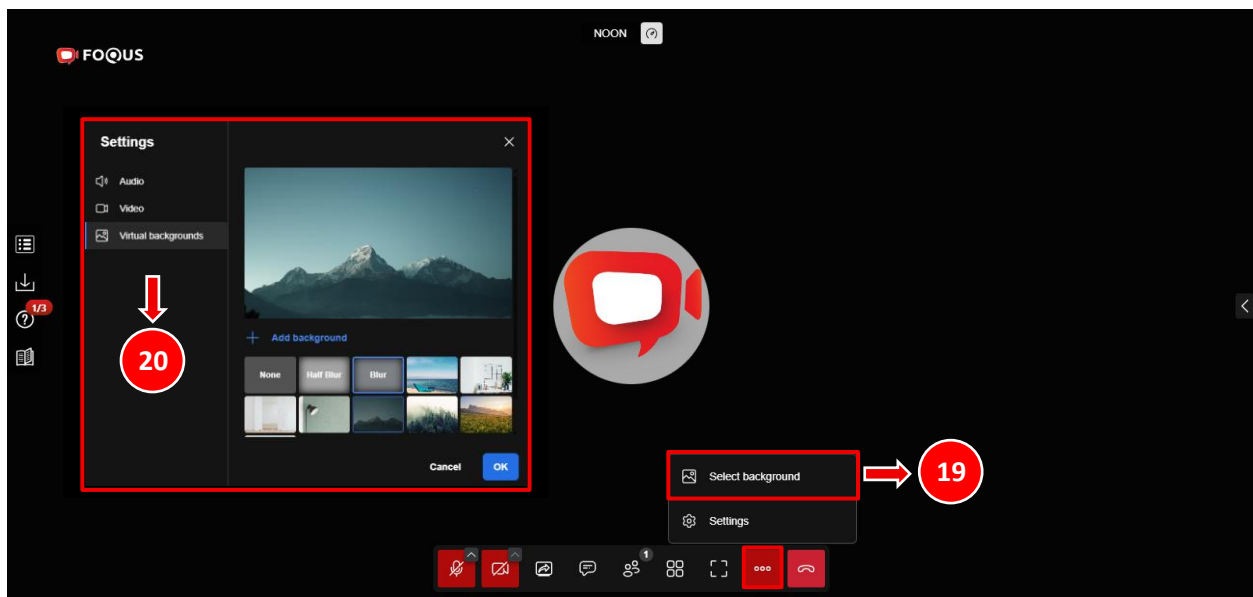 NOON
FOQUS
Settings
Audio
Video
Virtual backgrounds
1/3
20
Add background
None
Half Blur
Blur
Cancel
OK
Select background
19
Settings
1